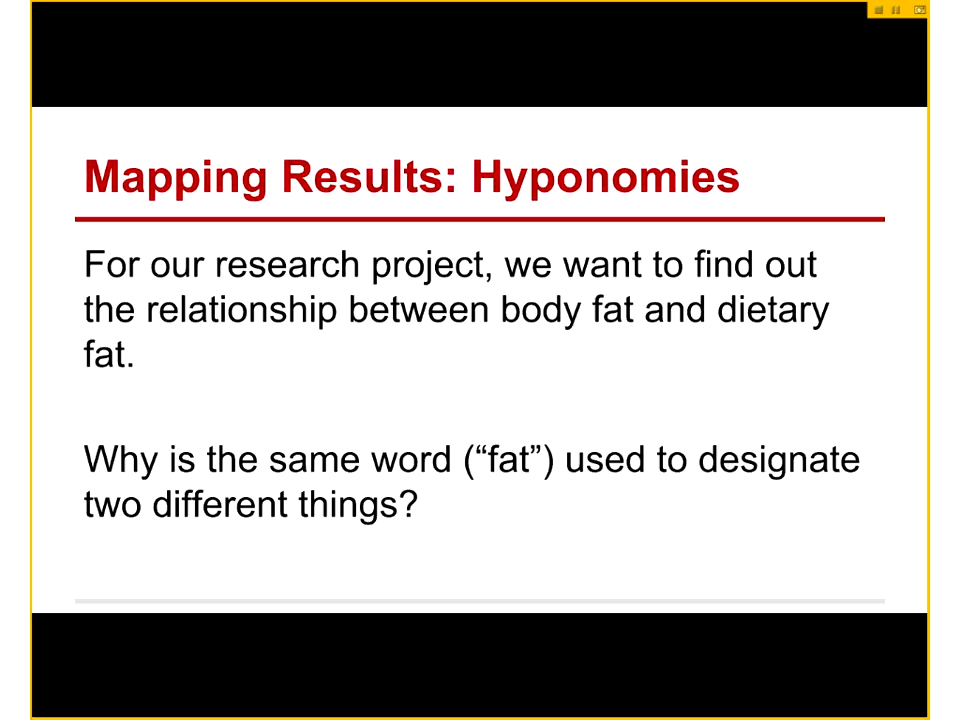 Mapping Results: Hyponomies
For our research project, we want to find out
the relationship between body fat and dietary
fat.
Why is the same word (“fat”) used to designate
two different things?